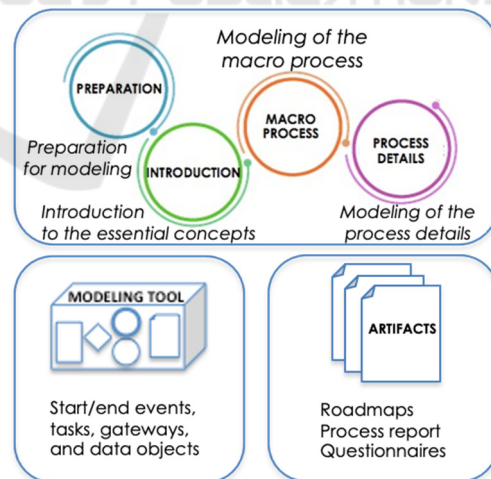 Modeling of the
macro process
PREPARATION
MACRO
PROCESS
PROCESS
DETAILS
Preparation
for modeling
INTRODUCTION
Introduction
to the essential concepts
Modeling of the
process details
MODELING TOOL
Start/end events,
tasks, gateways,
and data objects
ARTIFACTS
Roadmaps
Process report
Questionnaires